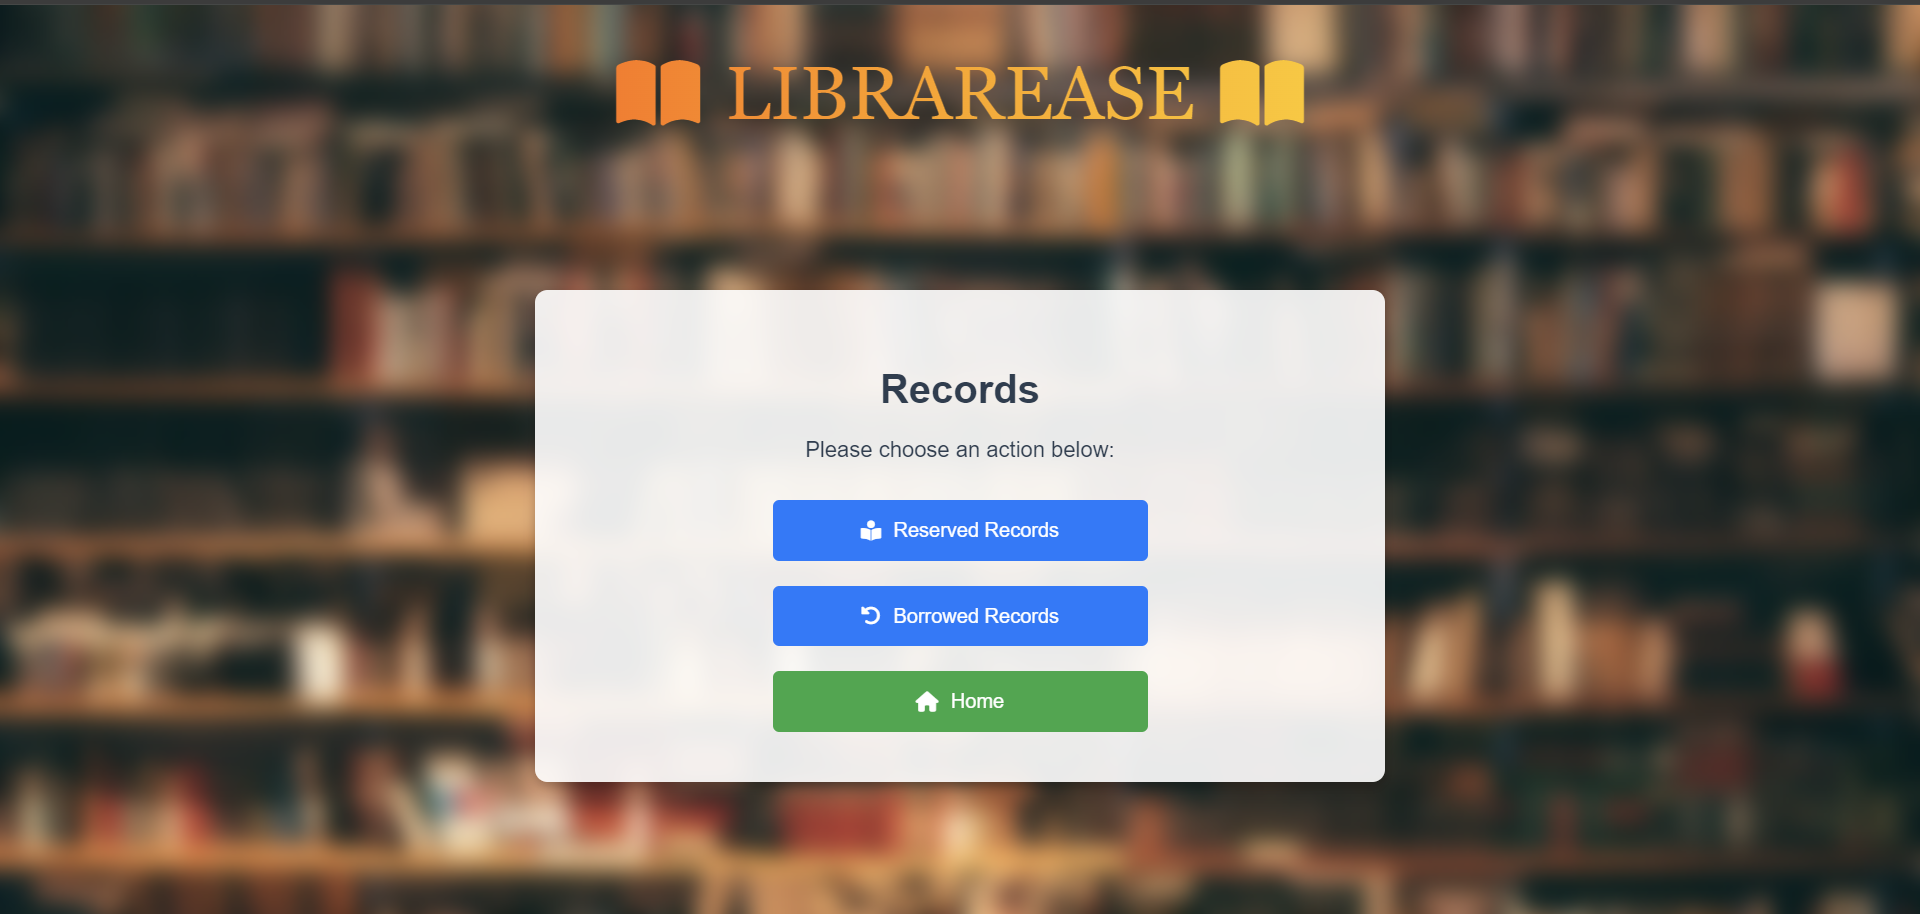 LIBRAREASE
Records
Please choose an action below:
Reserved Records
Borrowed Records
Home